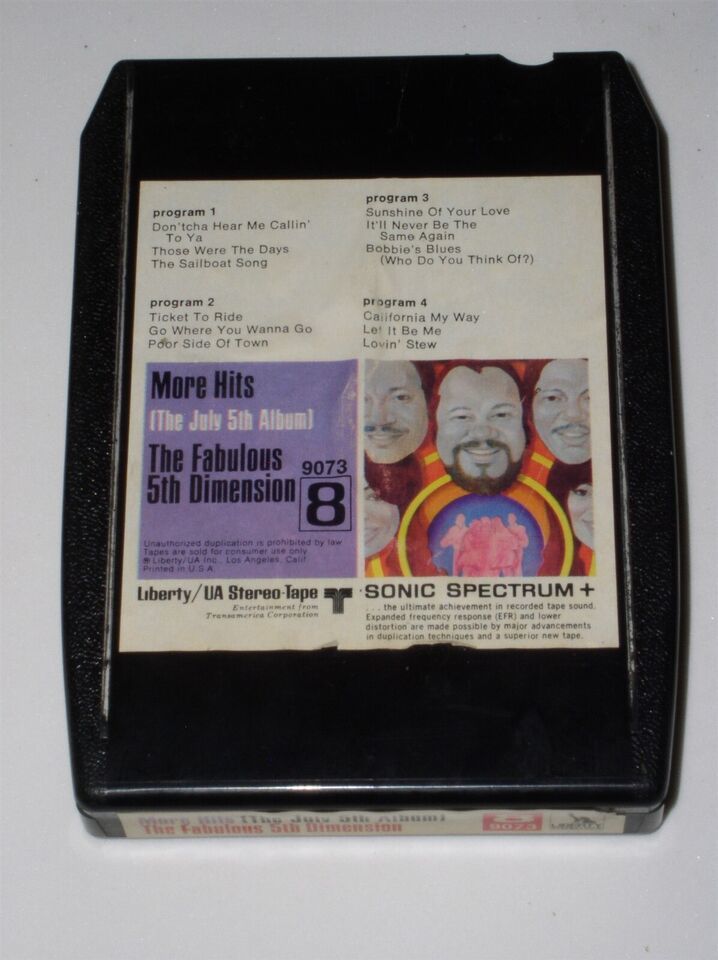 program 1
Don'tcha Hear Me Callin'
To Ya
Those Were The Days
The Sailboat Song
program 2
Ticket To Ride
Go Where You Wanna Go
Poor Side Of Town
program 3
Sunshine Of Your Love
It'll Never Be The
Same Again
Bobbie's Blues
(Who Do You Think Of?)
program 4
California My Way
Let It Be Me
Lovin' Stew
More Hits
(The July 5th Album)
The Fabulous
5th Dimension
9073
8
Unauthorized duplication is prohibited by law
Tapes are sold for consumer use only
℗ Liberty/UA Inc., Los Angeles, Calif.
Printed in U.S.A.
Liberty/UA Stereo-Tape
Entertainment from
Transamerica Corporation
SONIC SPECTRUM+
. . . the ultimate achievement in recorded tape sound.
Expanded frequency response (EFR) and lower
distortion are made possible by major advancements
in duplication techniques and a superior new tape.
More Hits (The July 5th Album)
The Fabulous 5th Dimension
8
9073